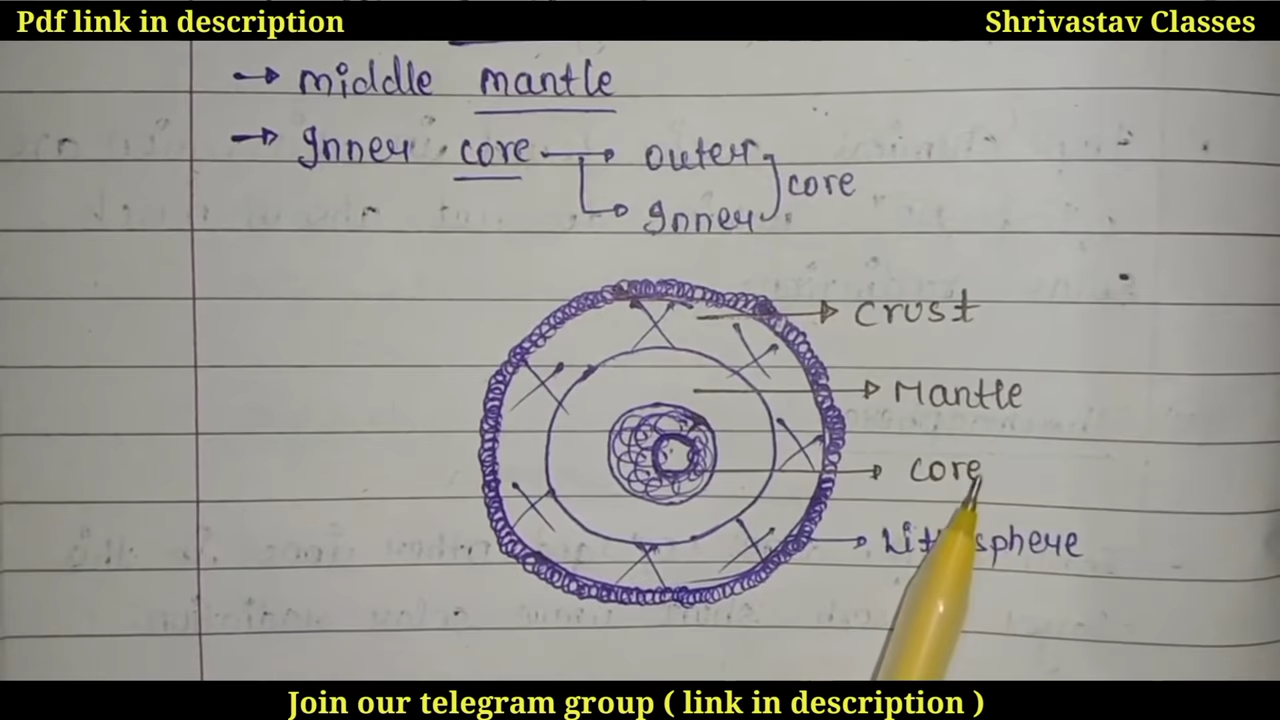 Pdf link in description
Shrivastav Classes
→ middle mantle
→ Inner core → outer
core
→ Inner
Crust
Mantle
core
Lithosphere
Join our telegram group ( link in description )